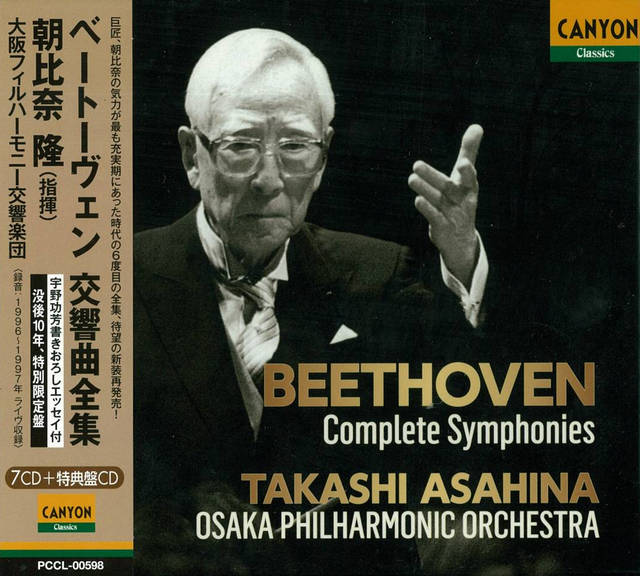 巨匠、朝比奈の気力が最も充実期にあった時代の6度目の全集、待望の新装再発売!
ベートーヴェン 交響曲全集
朝比奈 隆(指揮)
大阪フィルハーモニー交響楽団
宇野功芳書きおろしエッセイ付
没後10年、特別限定盤
〈録音:1996〜1997年 ライヴ収録〉
7CD+特典盤CD
CANYON
Classics
PCCL-00598
CANYON
Classics
BEETHOVEN
Complete Symphonies
TAKASHI ASAHINA
OSAKA PHILHARMONIC ORCHESTRA